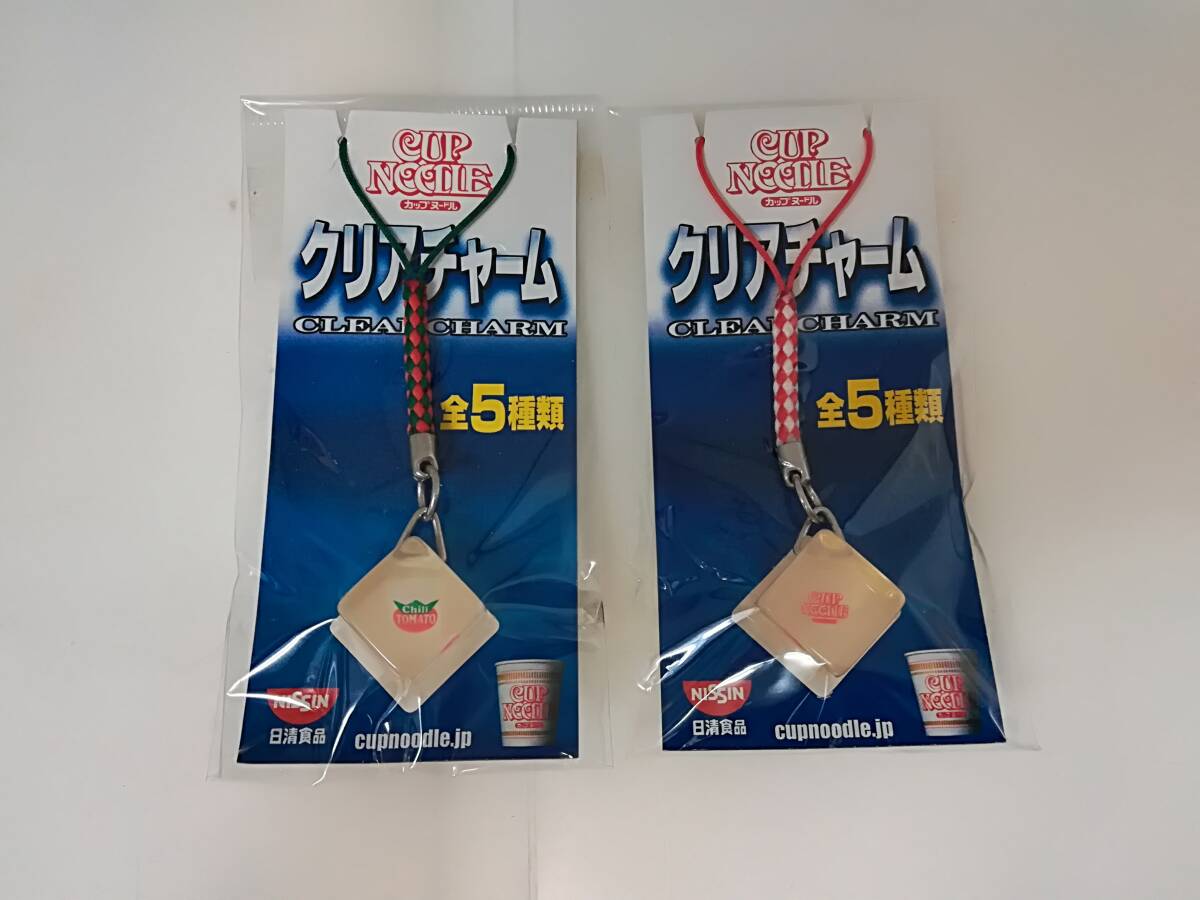 CUP
NOODLE
カップヌードル
クリアチャーム
CLEAR CHARM
全5種類
Chili
TOMATO
NISSIN
日清食品
cupnoodle.jp
CUP
NOODLE
CUP
NOODLE
カップヌードル
クリアチャーム
CLEAR CHARM
全5種類
CUP
NOODLE
NISSIN
日清食品
cupnoodle.jp
CUP
NOODLE